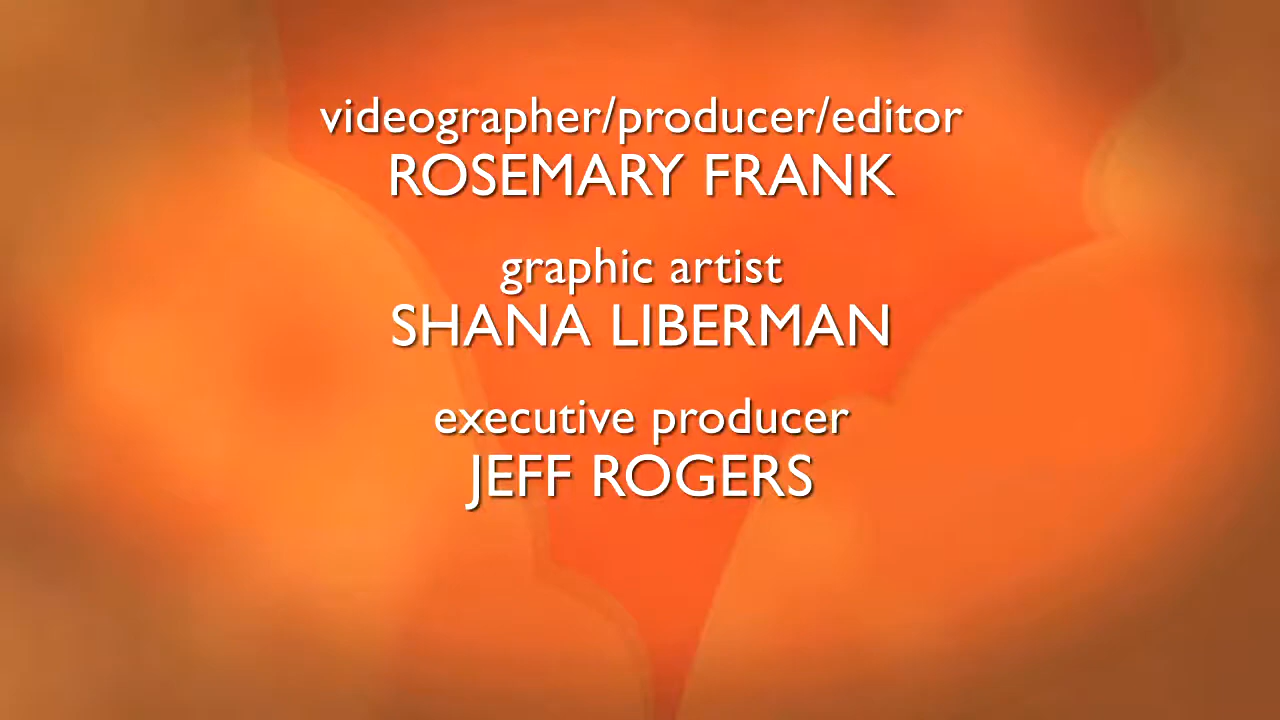 videographer/producer/editor
ROSEMARY FRANK
graphic artist
SHANA LIBERMAN
executive producer
JEFF ROGERS